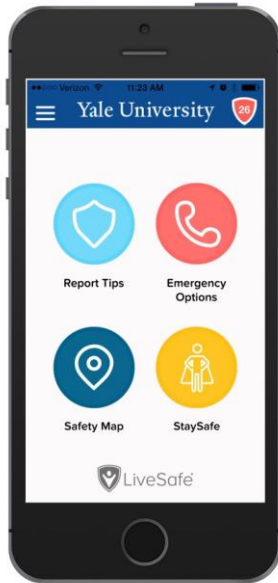 Verizon 11:23 AM
Yale University 26
Report Tips
Emergency
Options
Safety Map
StaySafe
LiveSafe